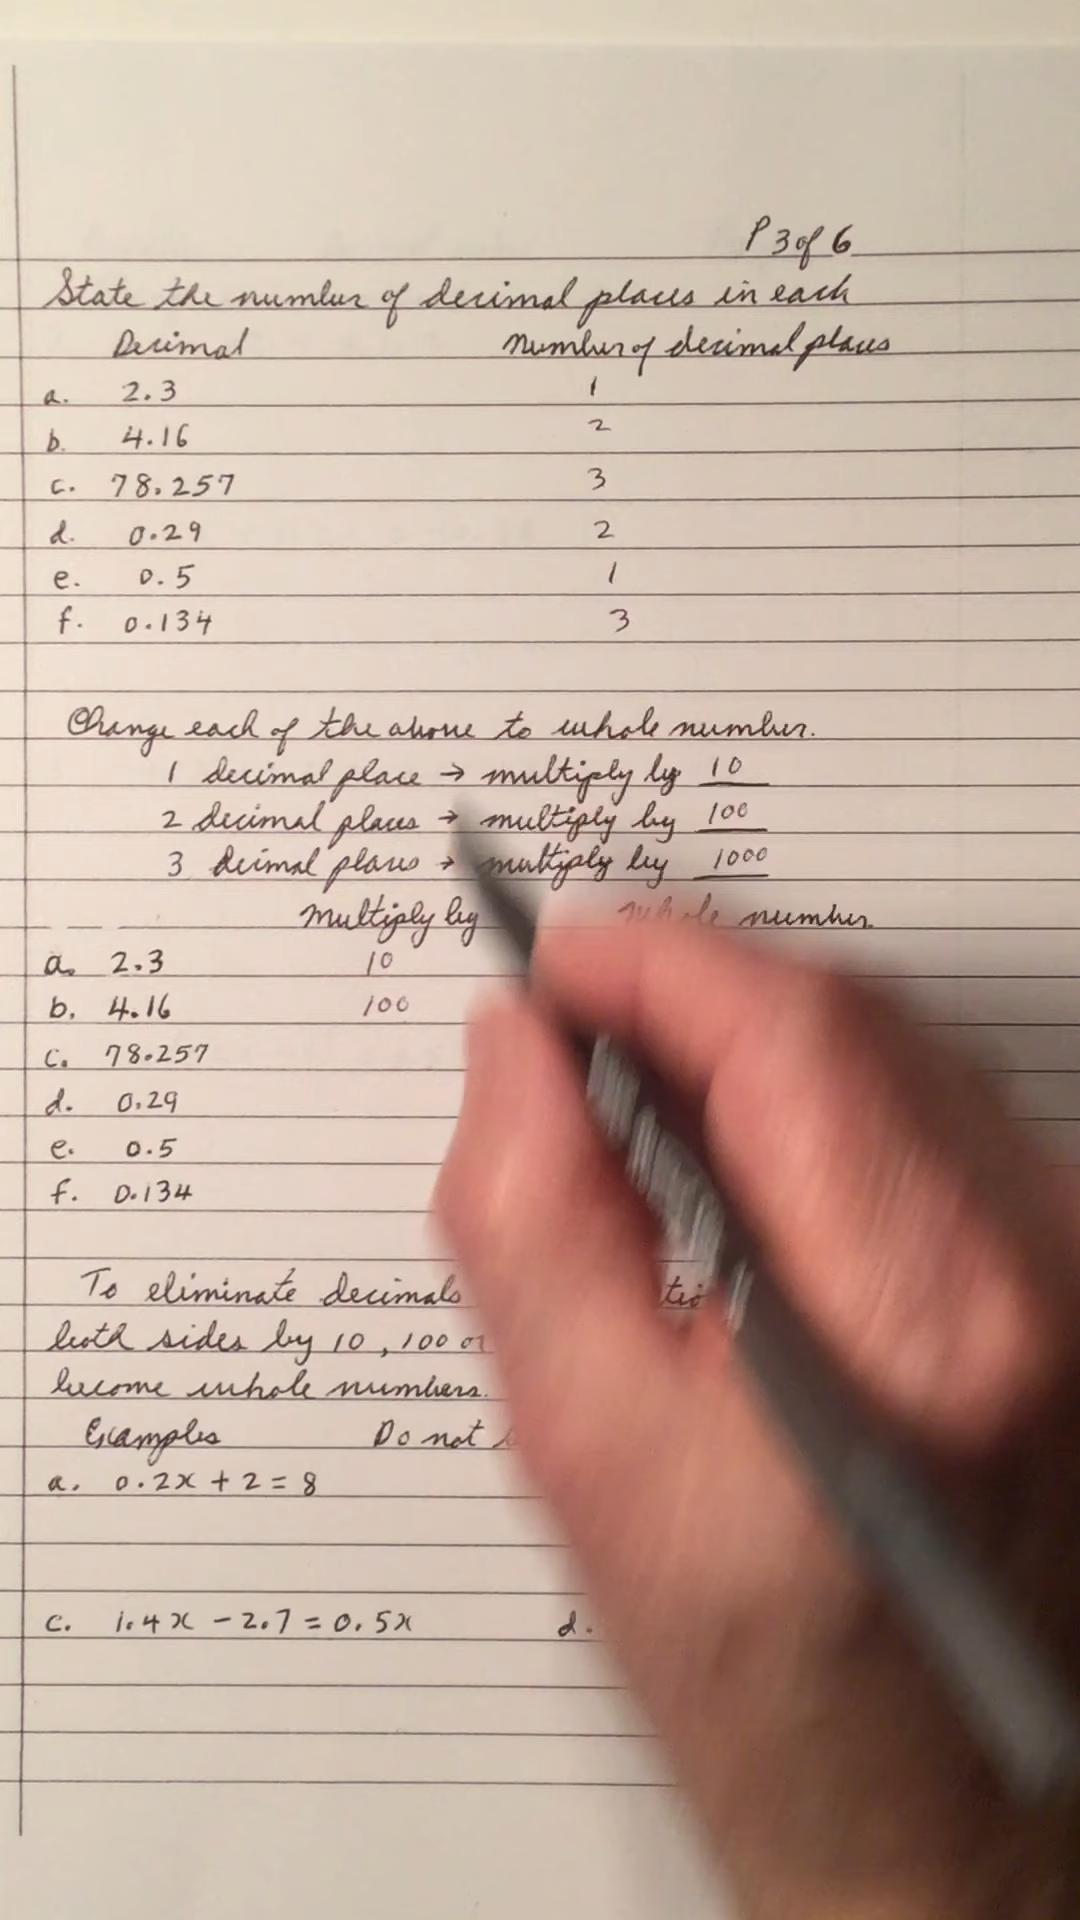 P 3 of 6
State the number of decimal places in each
Decimal Number of decimal places
a. 2.3 1
b. 4.16 2
c. 78.257 3
d. 0.29 2
e. 0.5 1
f. 0.134 3
Change each of the above to whole number.
1 decimal place → multiply by 10
2 decimal places → multiply by 100
3 decimal places → multiply by 1000
Multiply by whole number
a. 2.3 10
b. 4.16 100
c. 78.257
d. 0.29
e. 0.5
f. 0.134
To eliminate decimals
both sides by 10, 100 or
become whole numbers.
Examples Do not
a. 0.2x + 2 = 8
c. 1.4x - 2.7 = 0.5x d.